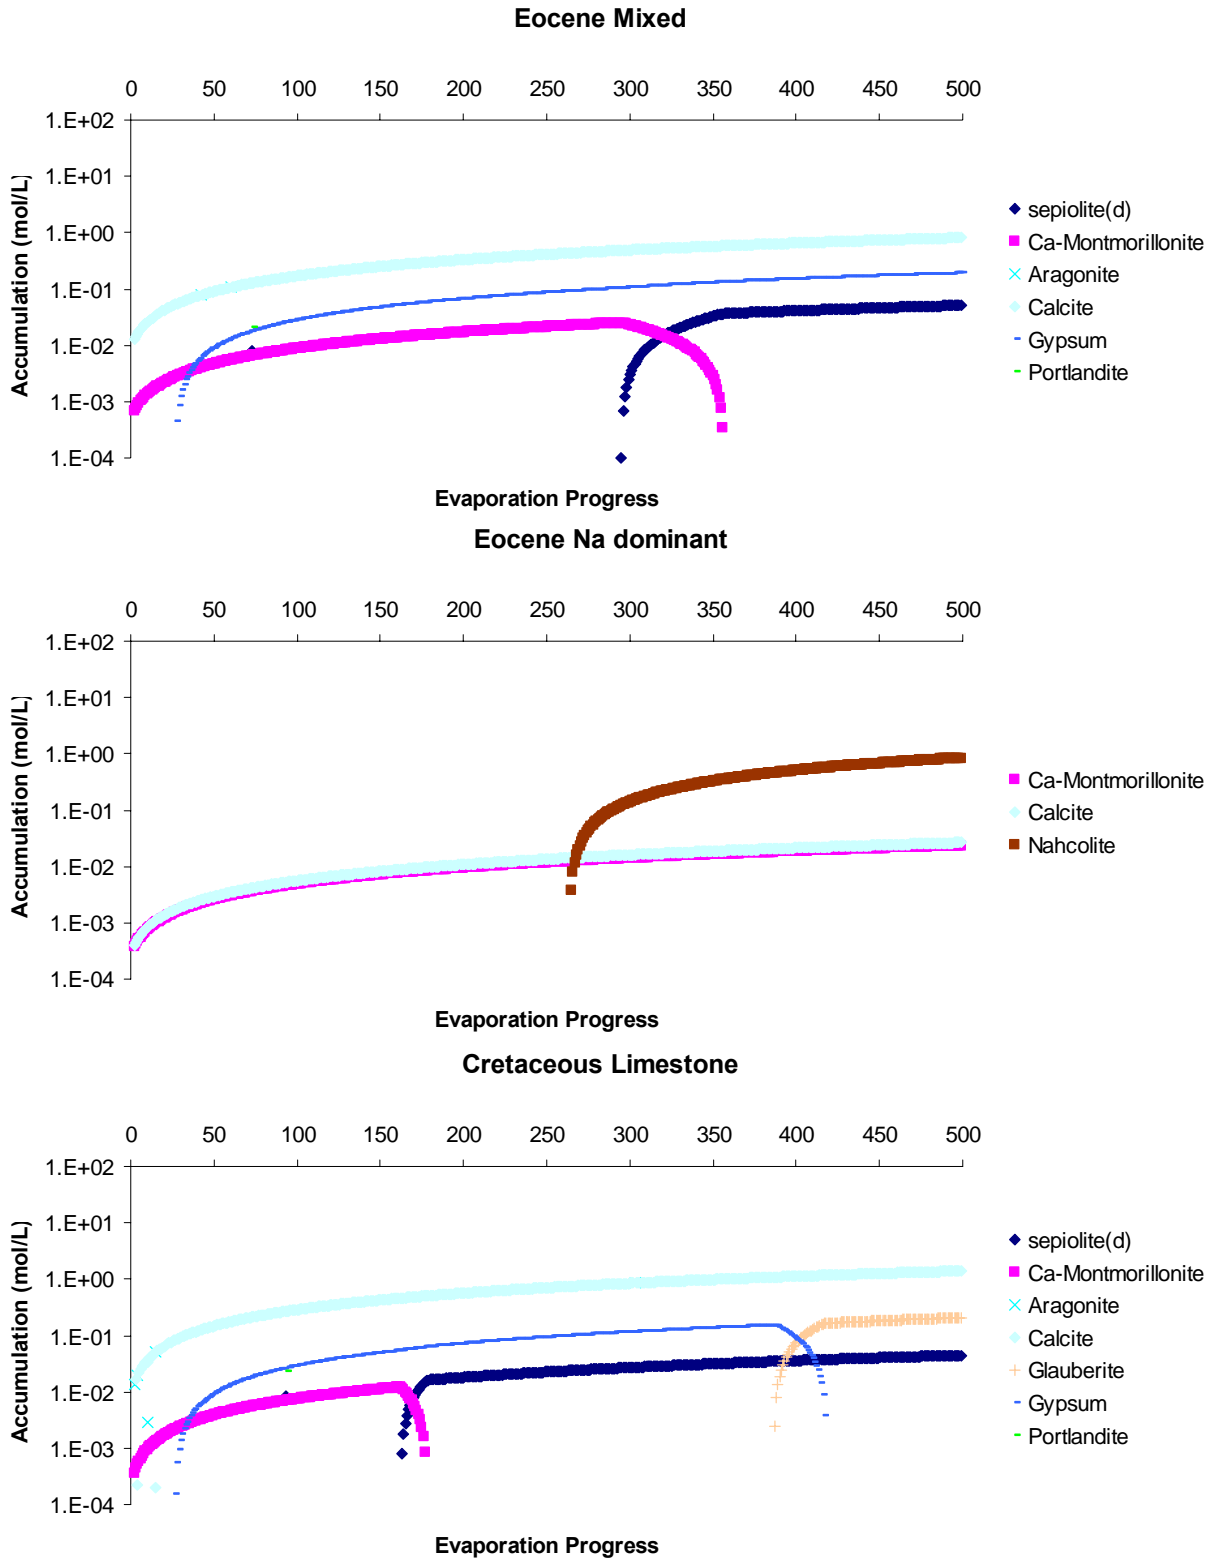 Eocene Mixed
0 50 100 150 200 250 300 350 400 450 500
1.E+02
1.E+01
1.E+00
1.E-01
1.E-02
1.E-03
1.E-04
Accumulation (mol/L)
Evaporation Progress
sepiolite(d)
Ca-Montmorillonite
Aragonite
Calcite
Gypsum
Portlandite
Eocene Na dominant
0 50 100 150 200 250 300 350 400 450 500
1.E+02
1.E+01
1.E+00
1.E-01
1.E-02
1.E-03
1.E-04
Accumulation (mol/L)
Evaporation Progress
Ca-Montmorillonite
Calcite
Nahcolite
Cretaceous Limestone
0 50 100 150 200 250 300 350 400 450 500
1.E+02
1.E+01
1.E+00
1.E-01
1.E-02
1.E-03
1.E-04
Accumulation (mol/L)
Evaporation Progress
sepiolite(d)
Ca-Montmorillonite
Aragonite
Calcite
Glauberite
Gypsum
Portlandite